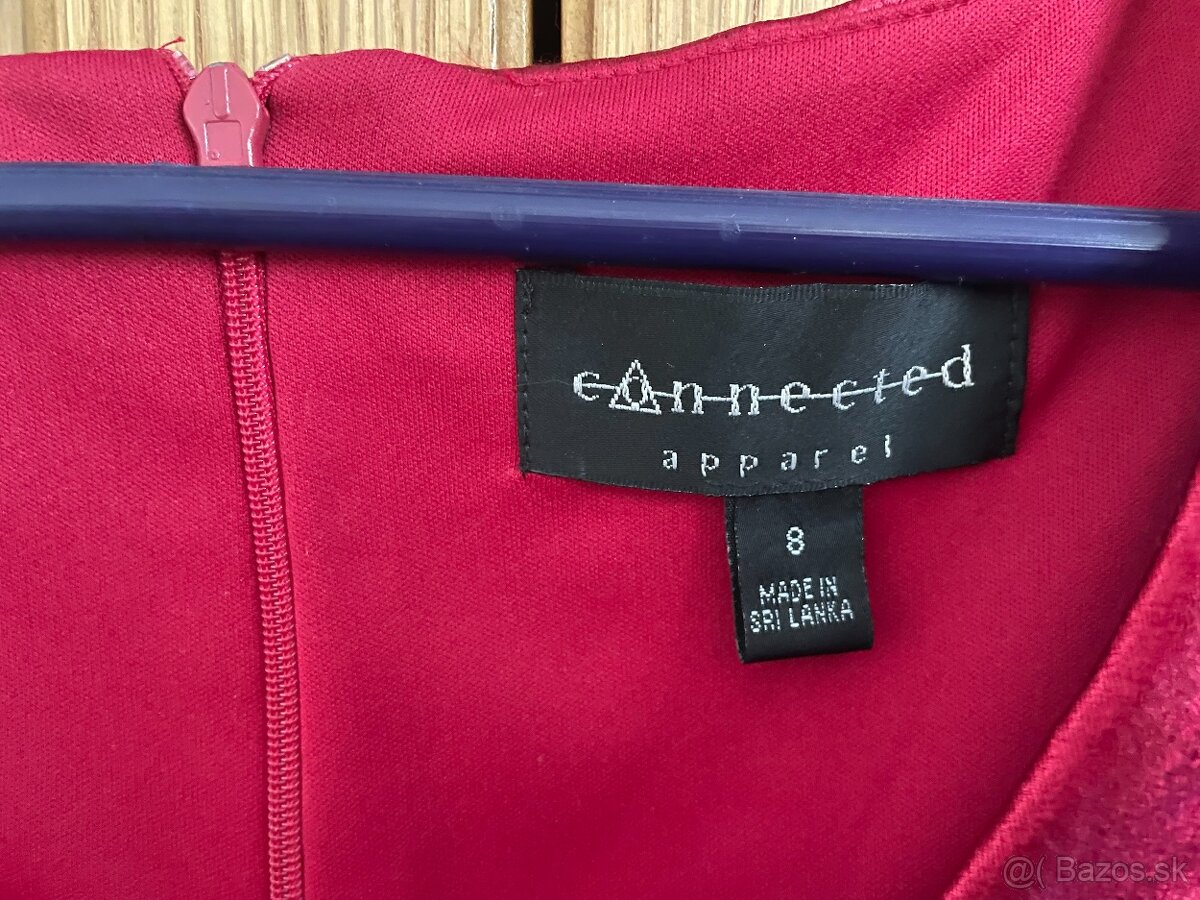 connected
apparel
8
MADE IN
SRI LANKA
@( Bazos.sk